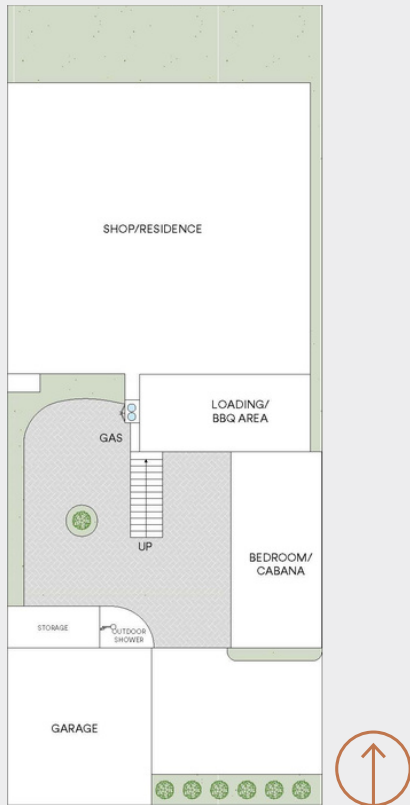 SHOP/RESIDENCE
LOADING/
BBQ AREA
GAS
UP
BEDROOM/
CABANA
STORAGE
OUTDOOR
SHOWER
GARAGE